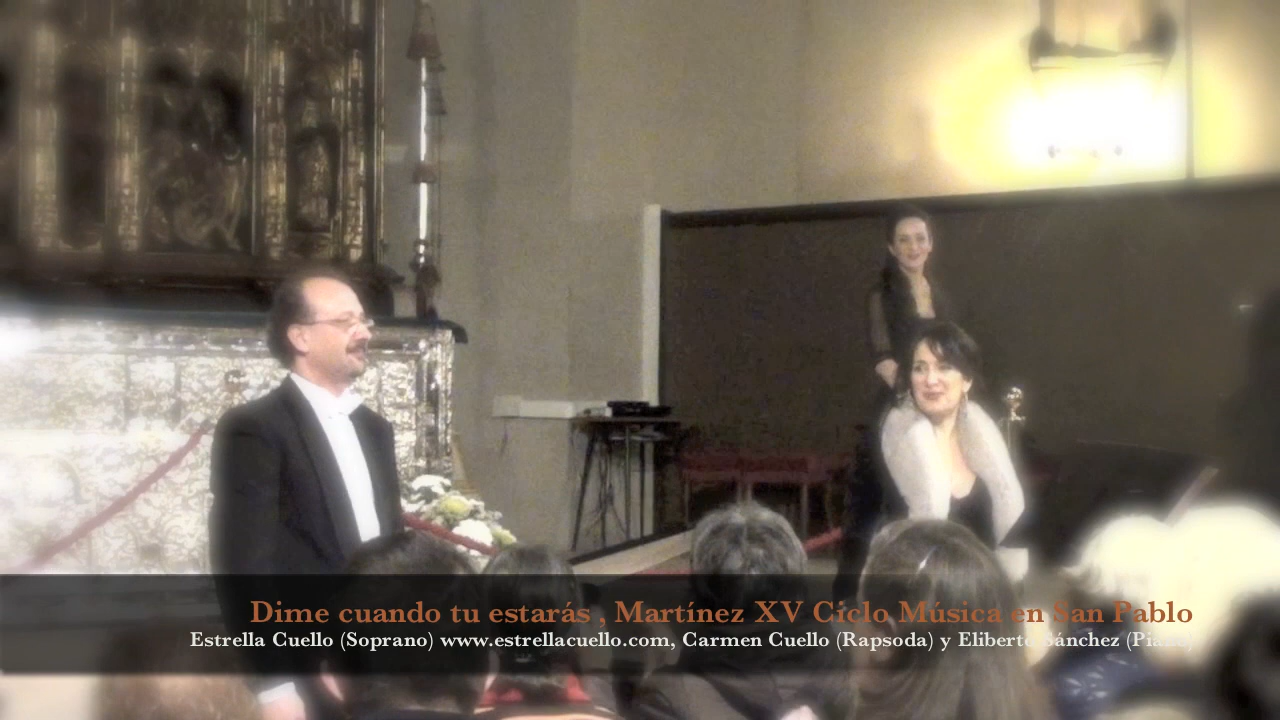 Dime cuando tu estarás , Martínez XV Ciclo Música en San Pablo
Estrella Cuello (Soprano) www.estrellacuello.com, Carmen Cuello (Rapsoda) y Eliberto Sánchez (Piano)